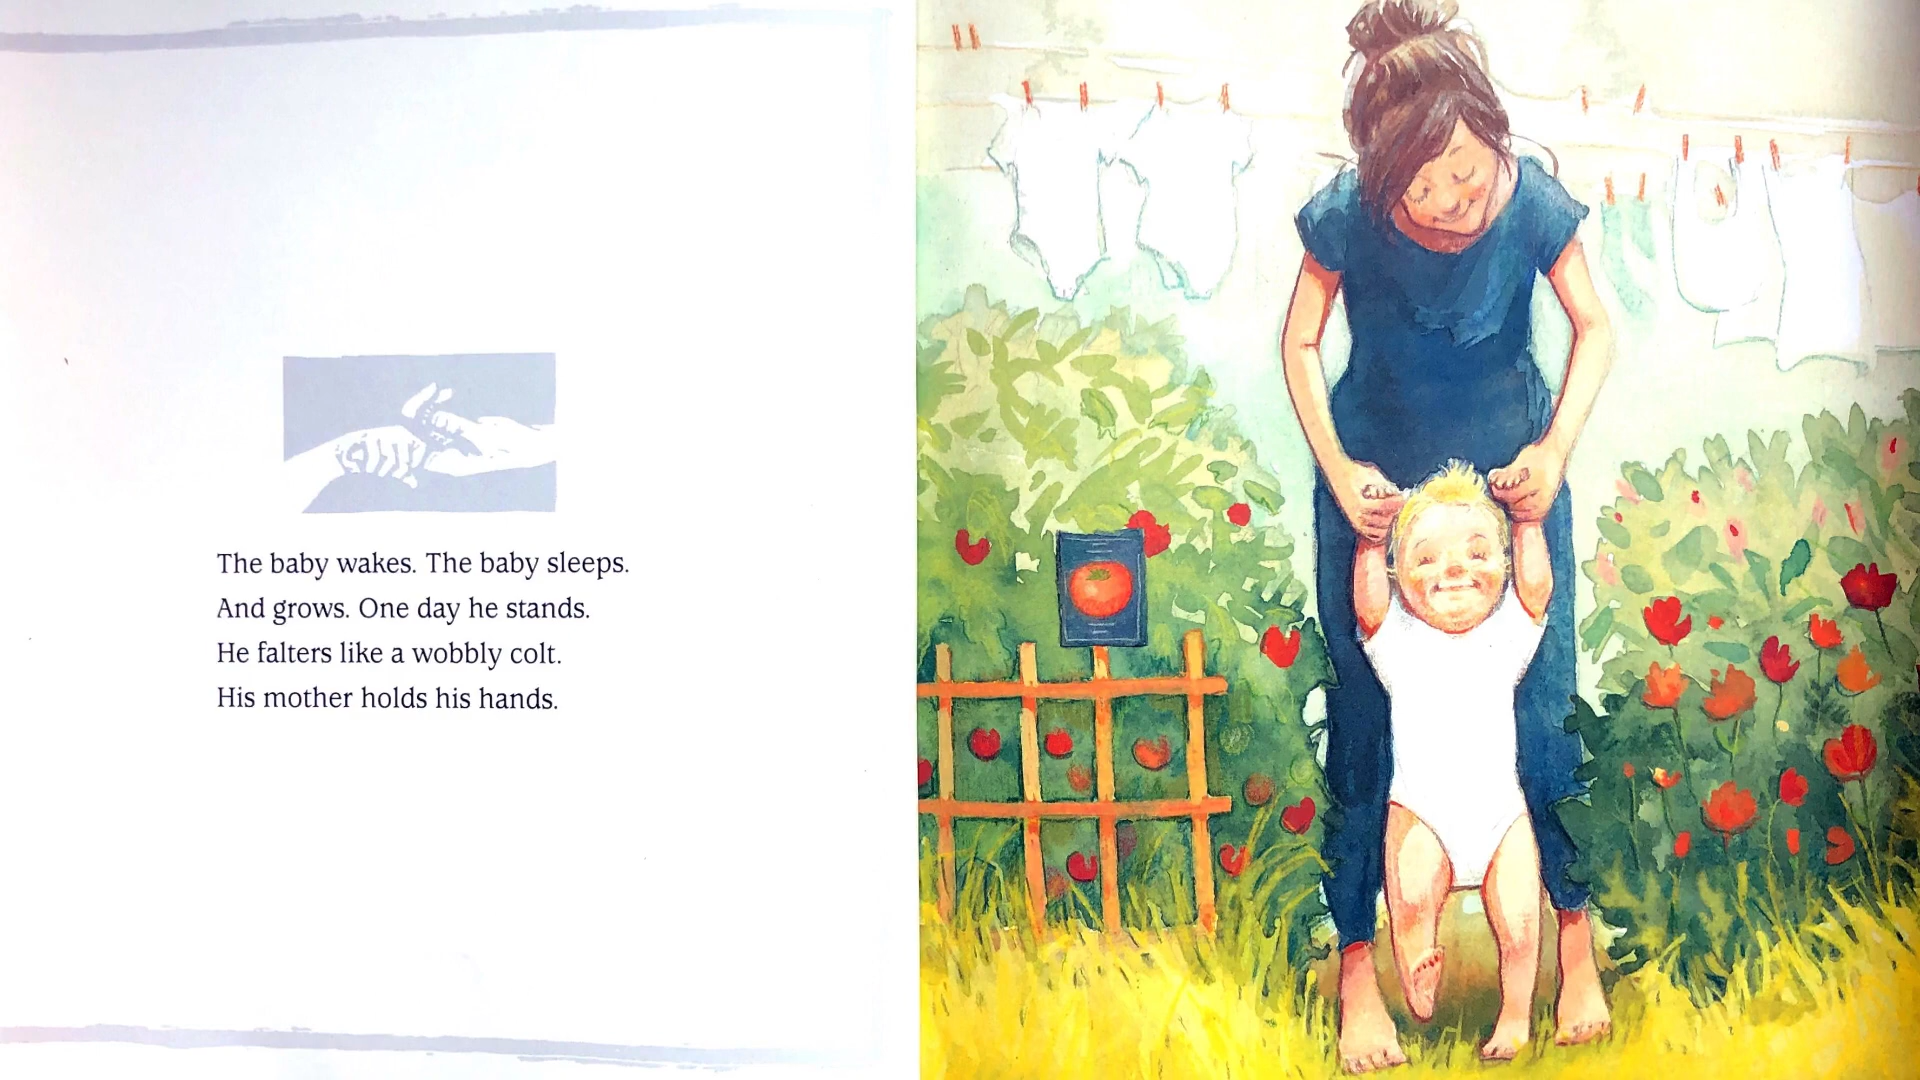 The baby wakes. The baby sleeps.
And grows. One day he stands.
He falters like a wobbly colt.
His mother holds his hands.